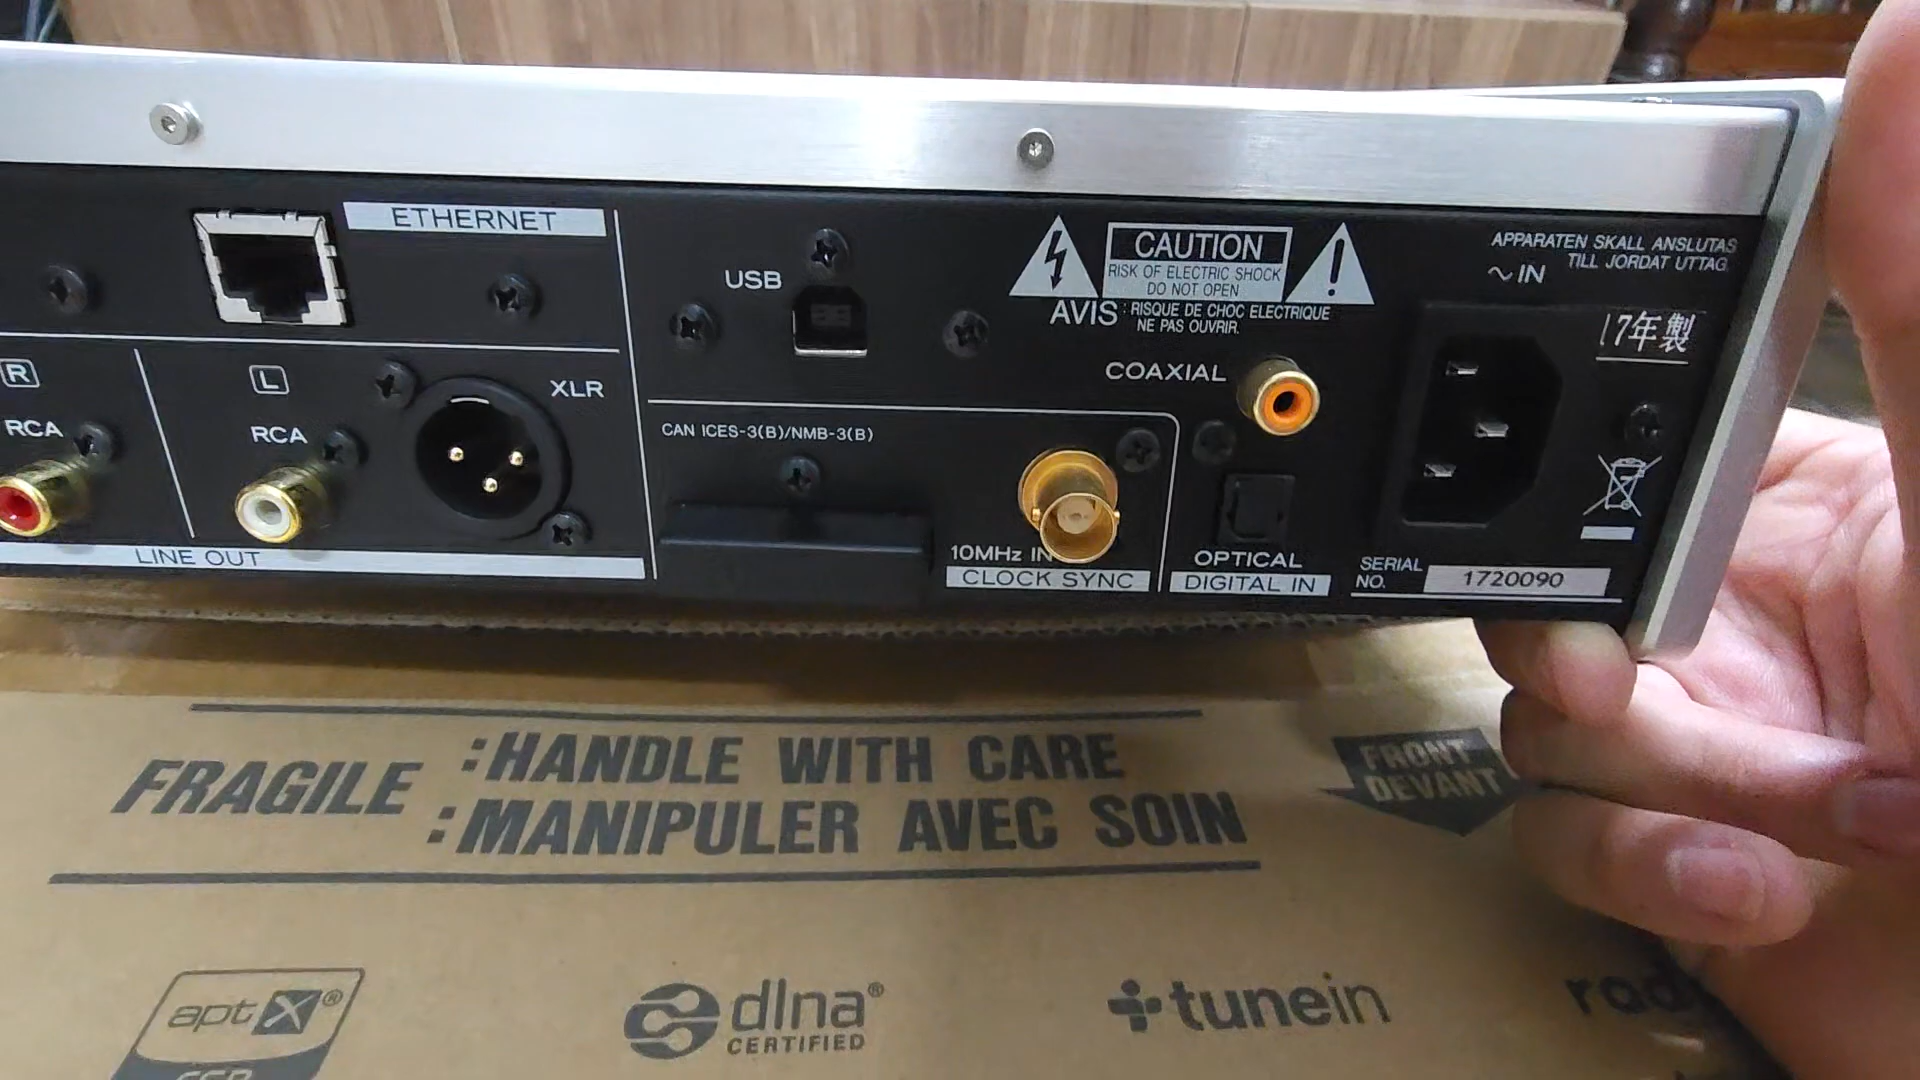 ETHERNET
USB
CAUTION
RISK OF ELECTRIC SHOCK
DO NOT OPEN
AVIS : RISQUE DE CHOC ELECTRIQUE
NE PAS OUVRIR.
APPARATEN SKALL ANSLUTAS
TILL JORDAT UTTAG.
~IN
17年製
R
RCA
L
RCA
XLR
LINE OUT
CAN ICES-3(B)/NMB-3(B)
COAXIAL
10MHz IN
CLOCK SYNC
OPTICAL
DIGITAL IN
SERIAL
NO.
1720090
FRAGILE
:HANDLE WITH CARE
:MANIPULER AVEC SOIN
FRONT
DEVANT
aptX®
dlna®
CERTIFIED
tunein